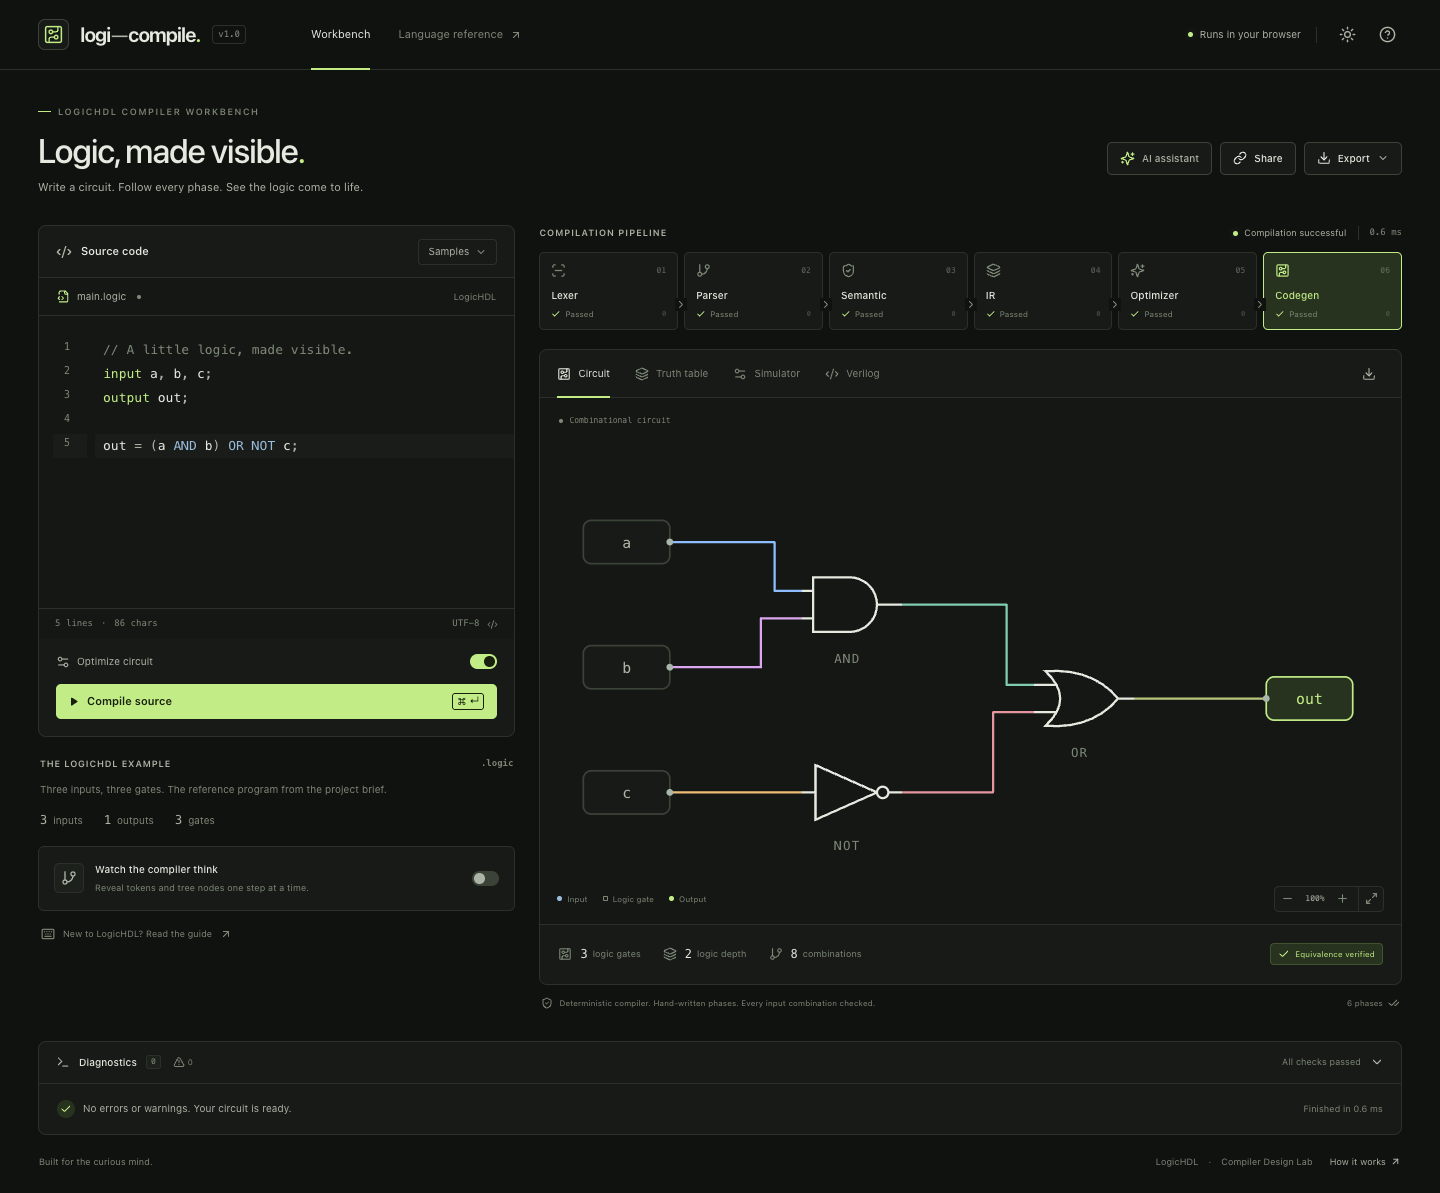 logi—compile. v1.0 Workbench Language reference Runs in your browser
LOGICHDL COMPILER WORKBENCH
Logic, made visible.
Write a circuit. Follow every phase. See the logic come to life.
AI assistant Share Export
Source code Samples
main.logic LogicHDL
1 // A little logic, made visible.
2 input a, b, c;
3 output out;
4
5 out = (a AND b) OR NOT c;
5 lines · 86 chars UTF-8
Optimize circuit
Compile source ⌘ ↵
THE LOGICHDL EXAMPLE .logic
Three inputs, three gates. The reference program from the project brief.
3 inputs 1 outputs 3 gates
Watch the compiler think
Reveal tokens and tree nodes one step at a time.
New to LogicHDL? Read the guide
COMPILATION PIPELINE Compilation successful 0.6 ms
01 02 03 04 05 06
Lexer Parser Semantic IR Optimizer Codegen
Passed 0 Passed 0 Passed 0 Passed 0 Passed 0 Passed 0
Circuit Truth table Simulator Verilog
Combinational circuit
a
b
AND
out
OR
c
NOT
Input Logic gate Output 100%
3 logic gates 2 logic depth 8 combinations Equivalence verified
Deterministic compiler. Hand-written phases. Every input combination checked. 6 phases
Diagnostics 0 0 All checks passed
No errors or warnings. Your circuit is ready. Finished in 0.6 ms
Built for the curious mind. LogicHDL · Compiler Design Lab How it works